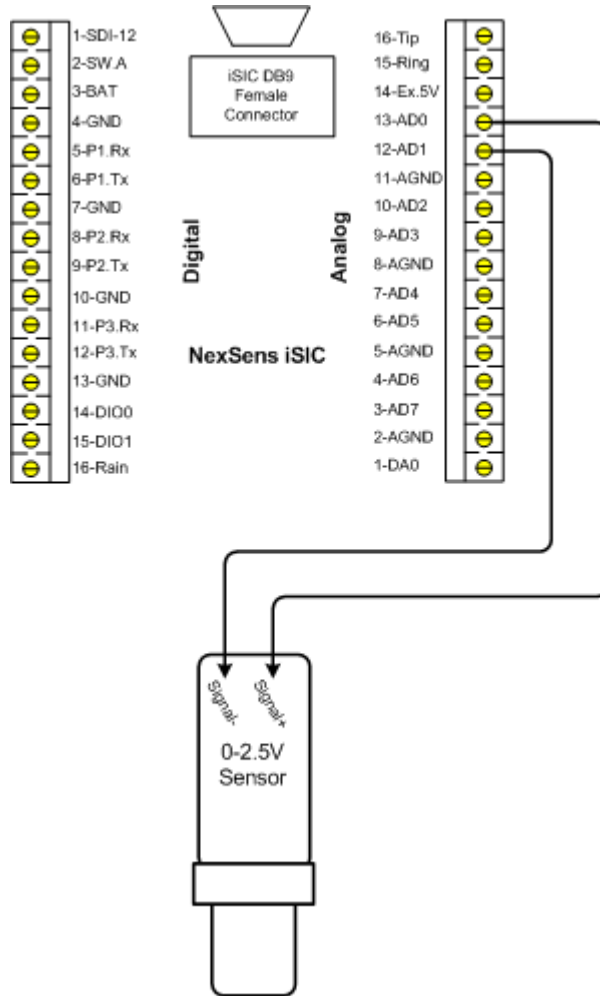 1-SDI-12
2-SW.A
3-BAT
4-GND
5-P1.Rx
6-P1.Tx
7-GND
8-P2.Rx
9-P2.Tx
10-GND
11-P3.Rx
12-P3.Tx
13-GND
14-DIO0
15-DIO1
16-Rain
iSIC DB9
Female
Connector
Digital
Analog
NexSens iSIC
16-Tip
15-Ring
14-Ex.5V
13-AD0
12-AD1
11-AGND
10-AD2
9-AD3
8-AGND
7-AD4
6-AD5
5-AGND
4-AD6
3-AD7
2-AGND
1-DA0
Signal-
Signal+
0-2.5V
Sensor